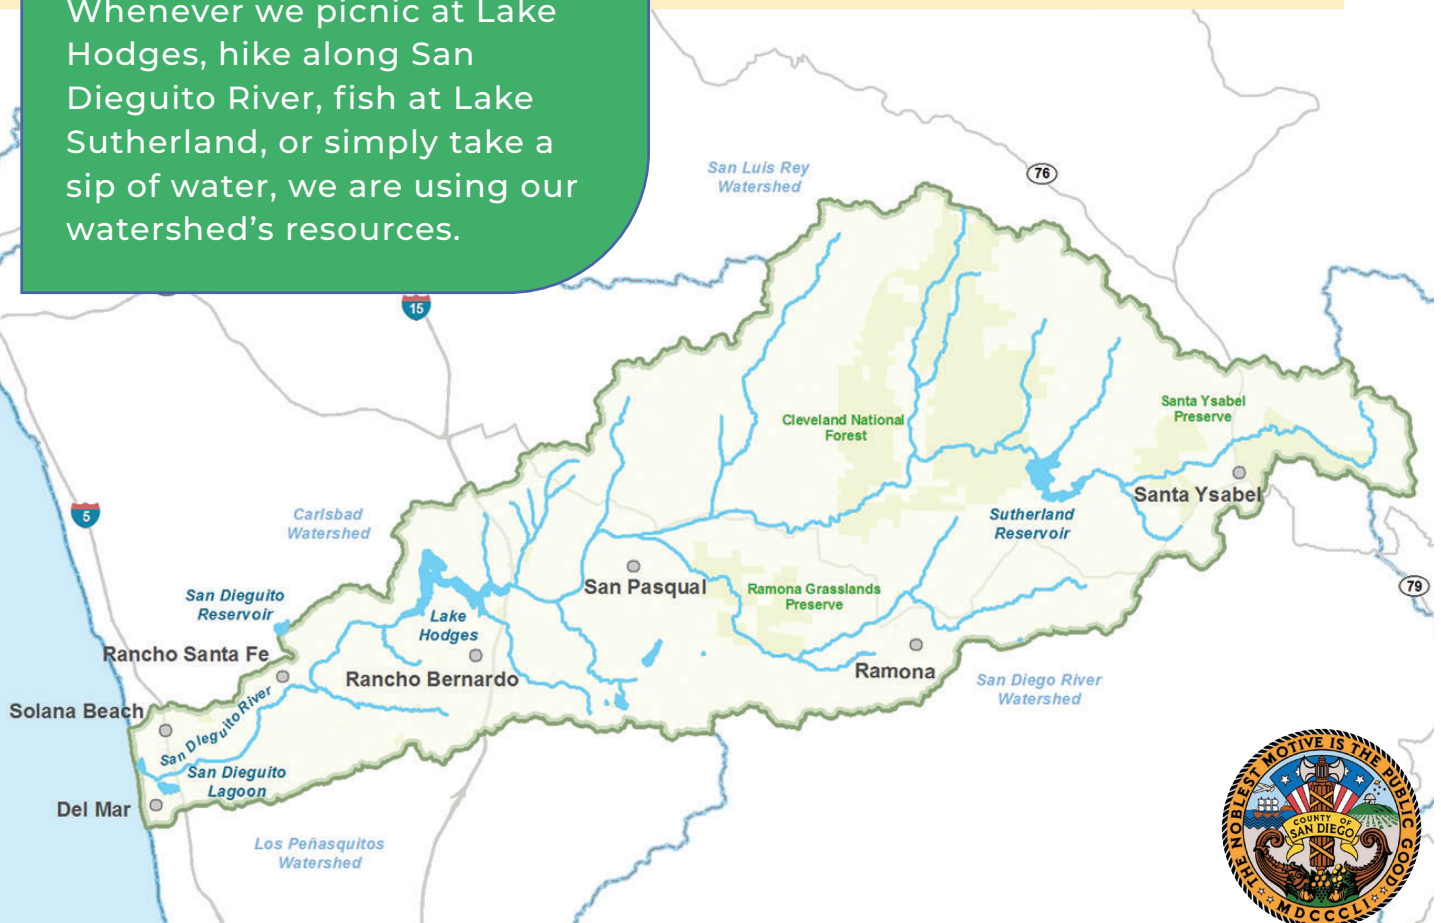 Whenever we picnic at Lake
Hodges, hike along San
Dieguito River, fish at Lake
Sutherland, or simply take a
sip of water, we are using our
watershed's resources.
San Luis Rey
Watershed
76
15
Cleveland National
Forest
Santa Ysabel
Preserve
Santa Ysabel
5
Carlsbad
Watershed
Sutherland
Reservoir
San Dieguito
Reservoir
San Pasqual
Ramona Grasslands
Preserve
79
Lake
Hodges
Rancho Santa Fe
Rancho Bernardo
Ramona
San Diego River
Watershed
Solana Beach
San Dieguito River
San Dieguito
Lagoon
Del Mar
Los Peñasquitos
Watershed
THE NOBLEST MOTIVE IS THE PUBLIC GOOD
COUNTY OF
SAN DIEGO
MDCCCLI